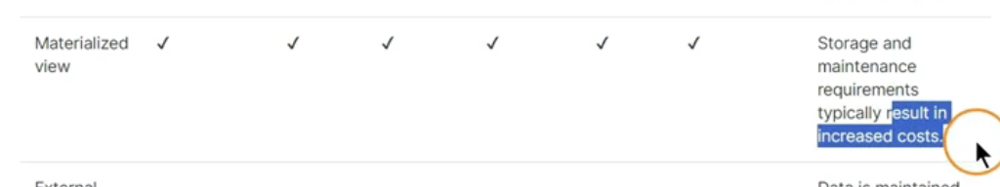 Materialized ✓ ✓ ✓ ✓ ✓ ✓ Storage and
view maintenance
requirements
typically result in
increased costs.
External
Data is maintained